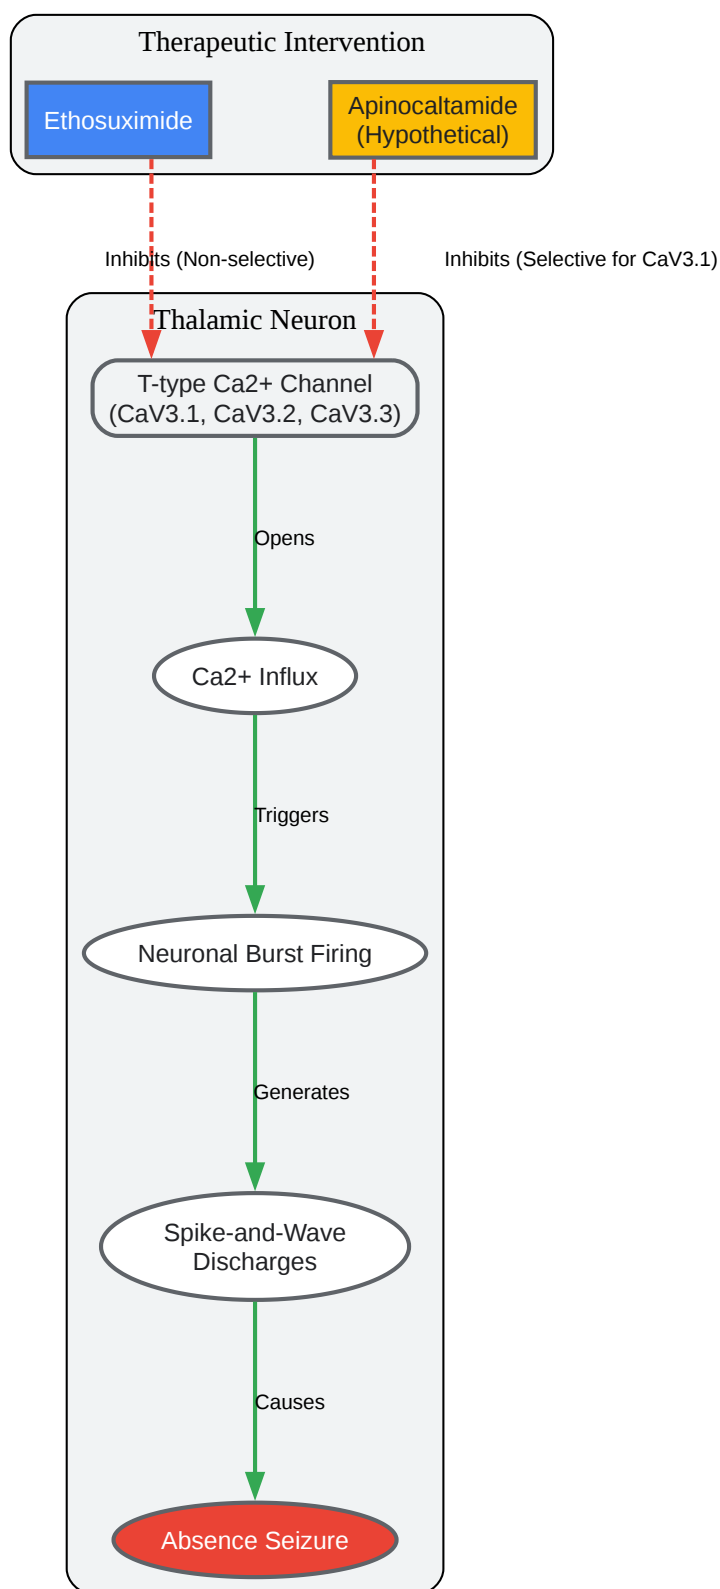 Therapeutic Intervention
Ethosuximide
Apinocaltamide
(Hypothetical)
Inhibits (Non-selective)
Inhibits (Selective for CaV3.1)
Thalamic Neuron
T-type Ca2+ Channel
(CaV3.1, CaV3.2, CaV3.3)
Opens
Ca2+ Influx
Triggers
Neuronal Burst Firing
Generates
Spike-and-Wave
Discharges
Causes
Absence Seizure